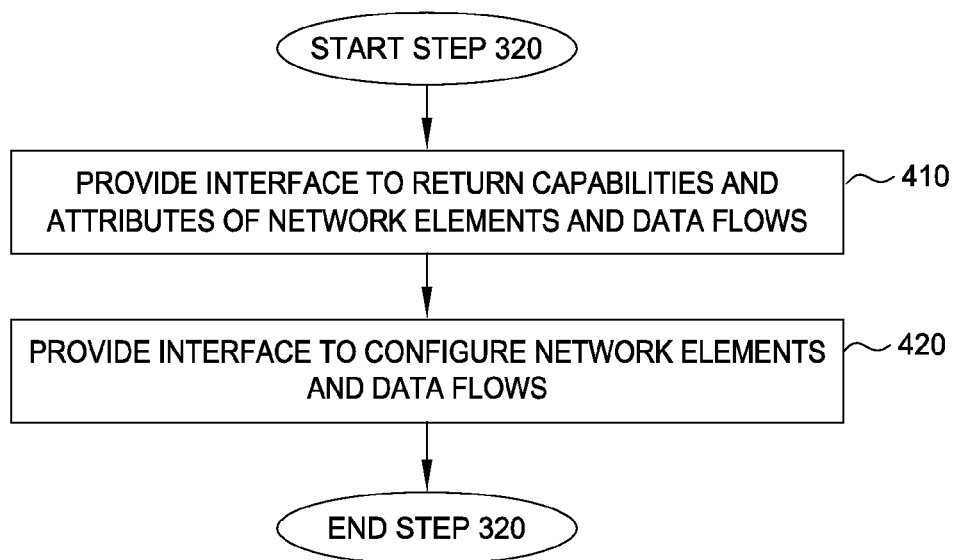 START STEP 320
PROVIDE INTERFACE TO RETURN CAPABILITIES AND
ATTRIBUTES OF NETWORK ELEMENTS AND DATA FLOWS
410
PROVIDE INTERFACE TO CONFIGURE NETWORK ELEMENTS
AND DATA FLOWS
420
END STEP 320